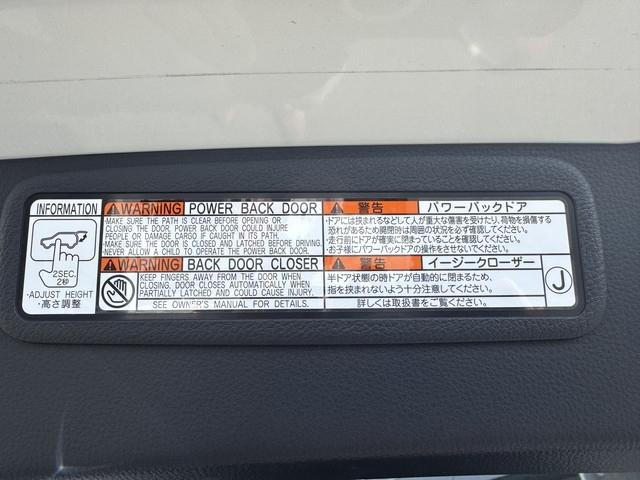 INFORMATION
2SEC.
2秒
·ADJUST HEIGHT
·高さ調整
WARNING POWER BACK DOOR
·MAKE SURE THE PATH IS CLEAR BEFORE OPENING OR
CLOSING THE DOOR. POWER BACK DOOR COULD INJURE
PEOPLE OR DAMAGE CARGO IF CAUGHT IN ITS PATH.
·MAKE SURE THE DOOR IS CLOSED AND LATCHED BEFORE DRIVING.
·NEVER ALLOW A CHILD TO OPERATE THE POWER BACK DOOR.
WARNING BACK DOOR CLOSER
KEEP FINGERS AWAY FROM THE DOOR WHEN
CLOSING. DOOR CLOSES AUTOMATICALLY WHEN
PARTIALLY LATCHED AND COULD CAUSE INJURY.
SEE OWNER'S MANUAL FOR DETAILS.
警告 パワーバックドア
·ドアには挟まれるなどして人が重大な傷害を受けたり、荷物を損傷する
恐れがあるため開閉時は周囲の状況を必ず確認してください。
·走行前にドアが確実に閉まっていることを確認してください。
·お子様にパワーバックドアの操作をさせないでください。
警告 イージークローザー
半ドア状態の時ドアが自動的に閉まるため、
指を挟まれないよう十分注意してください。
詳しくは取扱書をご覧ください。
J